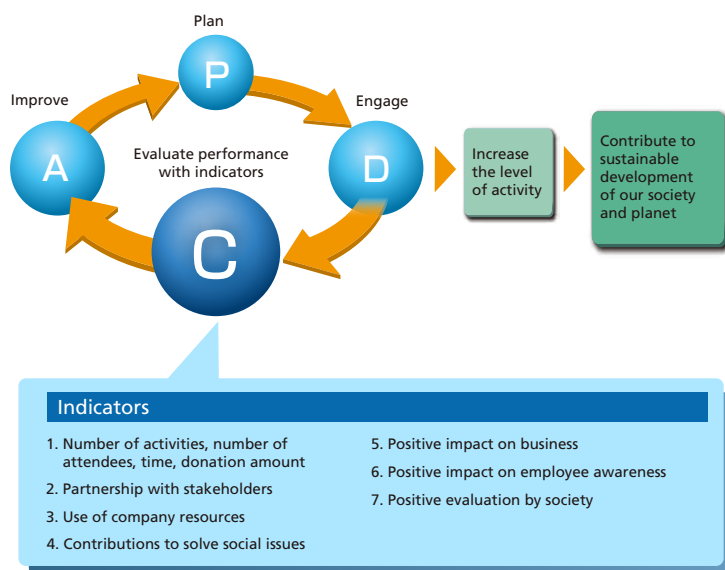 Plan
P
Improve
Engage
A
Evaluate performance
with indicators
D
C
Increase
the level
of activity
Contribute to
sustainable
development
of our society
and planet
Indicators
1. Number of activities, number of
attendees, time, donation amount
2. Partnership with stakeholders
3. Use of company resources
4. Contributions to solve social issues
5. Positive impact on business
6. Positive impact on employee awareness
7. Positive evaluation by society